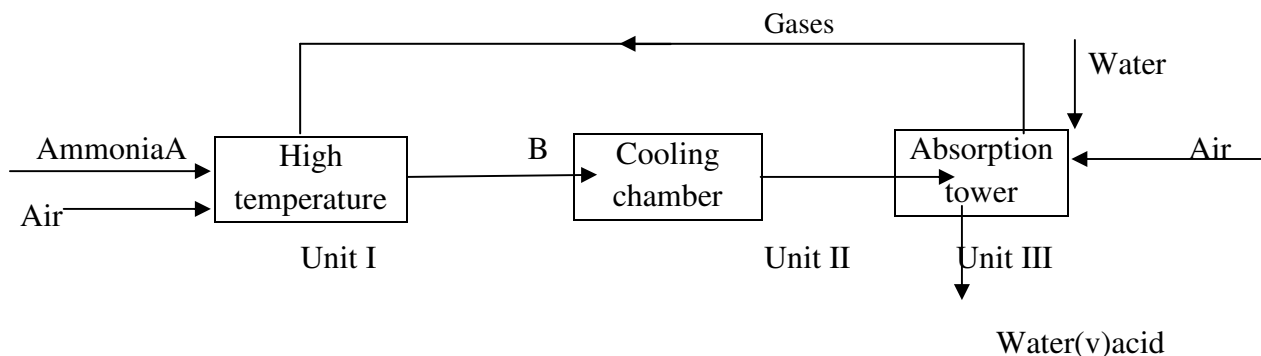 Gases
Water
AmmoniaA
High
temperature
B
Cooling
chamber
Absorption
tower
Air
Air
Unit I
Unit II
Unit III
Water(v)acid